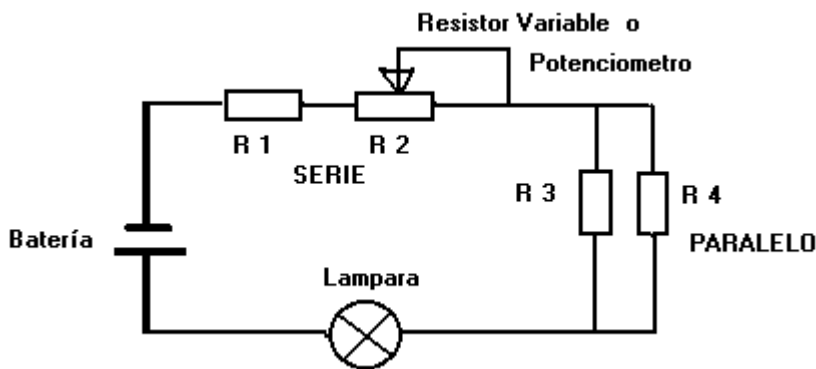 Resistor Variable o
Potenciometro
R 1
R 2
SERIE
R 3
R 4
Batería
PARALELO
Lampara